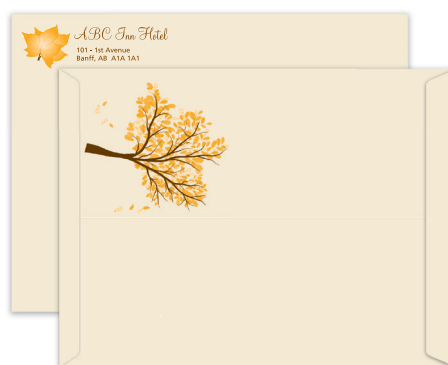 ABC Inn Hotel
101 • 1st Avenue
Banff, AB A1A 1A1